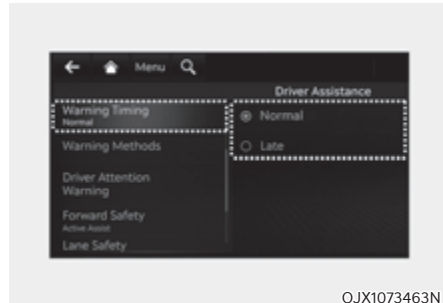 Menu
Driver Assistance
Warning Timing
Normal
Warning Methods
Driver Attention
Warning
Forward Safety
Active Assist
Lane Safety
Normal
Late
OJX1073463N